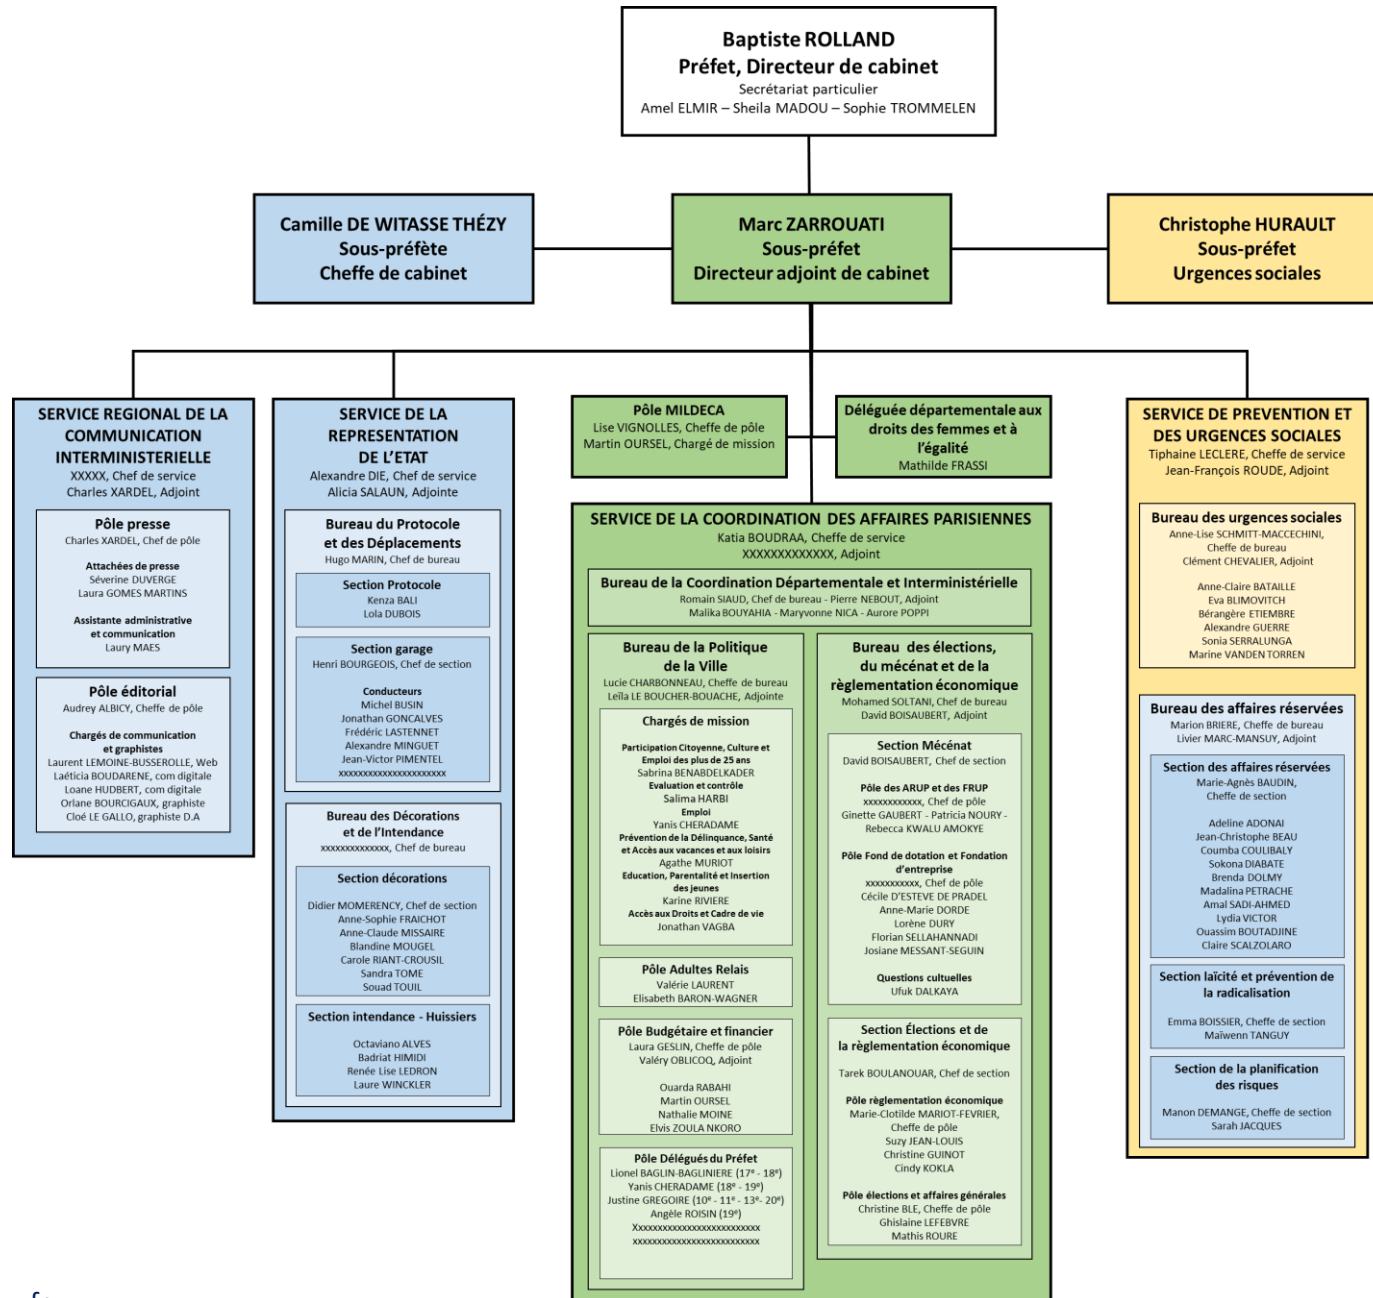 Baptiste ROLLAND
Préfet, Directeur de cabinet
Secrétariat particulier
Amel ELMIR – Sheila MADOU – Sophie TROMMELEN
Camille DE WITASSE THÉZY
Sous-préfète
Cheffe de cabinet
Marc ZARROUATI
Sous-préfet
Directeur adjoint de cabinet
Christophe HURAULT
Sous-préfet
Urgences sociales
SERVICE REGIONAL DE LA
COMMUNICATION
INTERMINISTERIELLE
XXXXX, Chef de service
Charles XARDEL, Adjoint
Pôle presse
Charles XARDEL, Chef de pôle
Attachées de presse
Séverine DUVERGE
Laura GOMES MARTINS
Assistante administrative
et communication
Laury MAES
Pôle éditorial
Audrey ALBICY, Cheffe de pôle
Chargés de communication
et graphistes
Laurent LEMOINE-BUSSEROLLE, Web
Laéticia BOUDARENE, com digitale
Loane HUDBERT, com digitale
Orlane BOURCIGAUX, graphiste
Cloé LE GALLO, graphiste D.A
SERVICE DE LA
REPRESENTATION
DE L'ETAT
Alexandre DIE, Chef de service
Alicia SALAUN, Adjointe
Bureau du Protocole
et des Déplacements
Hugo MARIN, Chef de bureau
Section Protocole
Kenza BALI
Lola DUBOIS
Section garage
Henri BOURGEOIS, Chef de section
Conducteurs
Michel BUSIN
Jonathan GONCALVES
Frédéric LASTENNET
Alexandre MINGUET
Jean-Victor PIMENTEL
xxxxxxxxxxxxxxxxxxxxxx
Bureau des Décorations
et de l'Intendance
xxxxxxxxxxxxxx, Chef de bureau
Section décorations
Didier MOMERENCY, Chef de section
Anne-Sophie FRAICHOT
Anne-Claude MISSAIRE
Blandine MOUGEL
Carole RIANT-CROUSIL
Sandra TOME
Souad TOUIL
Section intendance - Huissiers
Octaviano ALVES
Badriat HIMIDI
Renée Lise LEDRON
Laure WINCKLER
Pôle MILDECA
Lise VIGNOLLES, Cheffe de pôle
Martin OURSEL, Chargé de mission
Déléguée départementale aux
droits des femmes et à
l'égalité
Mathilde FRASSI
SERVICE DE LA COORDINATION DES AFFAIRES PARISIENNES
Katia BOUDRAA, Cheffe de service
XXXXXXXXXXXXX, Adjoint
Bureau de la Coordination Départementale et Interministérielle
Romain SIAUD, Chef de bureau - Pierre NEBOUT, Adjoint
Malika BOUYAHIA - Maryvonne NICA - Aurore POPPI
Bureau de la Politique
de la Ville
Lucie CHARBONNEAU, Cheffe de bureau
Leïla LE BOUCHER-BOUACHE, Adjointe
Chargés de mission
Participation Citoyenne, Culture et
Emploi des plus de 25 ans
Sabrina BENABDELKADER
Evaluation et contrôle
Salima HARBI
Emploi
Yanis CHERADAME
Prévention de la Délinquance, Santé
et Accès aux vacances et aux loisirs
Agathe MURIOT
Education, Parentalité et Insertion
des jeunes
Karine RIVIERE
Accès aux Droits et Cadre de vie
Jonathan VAGBA
Pôle Adultes Relais
Valérie LAURENT
Elisabeth BARON-WAGNER
Pôle Budgétaire et financier
Laura GESLIN, Cheffe de pôle
Valéry OBLICOQ, Adjoint
Ouarda RABAHI
Martin OURSEL
Nathalie MOINE
Elvis ZOULA NKORO
Pôle Délégués du Préfet
Lionel BAGLIN-BAGLINIERE (17e - 18e)
Yanis CHERADAME (18e - 19e)
Justine GREGOIRE (10e - 11e - 13e- 20e)
Angèle ROISIN (19e)
Xxxxxxxxxxxxxxxxxxxxxxxxxx
xxxxxxxxxxxxxxxxxxxxxxxxxx
Bureau des élections,
du mécénat et de la
règlementation économique
Mohamed SOLTANI, Chef de bureau
David BOISAUBERT, Adjoint
Section Mécénat
David BOISAUBERT, Chef de section
Pôle des ARUP et des FRUP
xxxxxxxxxxxx, Chef de pôle
Ginette GAUBERT - Patricia NOURY -
Rebecca KWALU AMOKYE
Pôle Fond de dotation et Fondation
d'entreprise
xxxxxxxxxxx, Chef de pôle
Cécile D'ESTEVE DE PRADEL
Anne-Marie DORDE
Lorène DURY
Florian SELLAHANNADI
Josiane MESSANT-SEGUIN
Questions cultuelles
Ufuk DALKAYA
Section Élections et de
la règlementation économique
Tarek BOULANOUAR, Chef de section
Pôle règlementation économique
Marie-Clotilde MARIOT-FEVRIER,
Cheffe de pôle
Suzy JEAN-LOUIS
Christine GUINOT
Cindy KOKLA
Pôle élections et affaires générales
Christine BLE, Cheffe de pôle
Ghislaine LEFEBVRE
Mathis ROURE
SERVICE DE PREVENTION ET
DES URGENCES SOCIALES
Tiphaine LECLERE, Cheffe de service
Jean-François ROUDE, Adjoint
Bureau des urgences sociales
Anne-Lise SCHMITT-MACCECHINI,
Cheffe de bureau
Clément CHEVALIER, Adjoint
Anne-Claire BATAILLE
Eva BLIMOVITCH
Bérangère ETIEMBRE
Alexandre GUERRE
Sonia SERRALUNGA
Marine VANDEN TORREN
Bureau des affaires réservées
Marion BRIERE, Cheffe de bureau
Livier MARC-MANSUY, Adjoint
Section des affaires réservées
Marie-Agnès BAUDIN,
Cheffe de section
Adeline ADONAI
Jean-Christophe BEAU
Coumba COULIBALY
Sokona DIABATE
Brenda DOLMY
Madalina PETRACHE
Amal SADI-AHMED
Lydia VICTOR
Ouassim BOUTADJINE
Claire SCALZOLARO
Section laïcité et prévention de
la radicalisation
Emma BOISSIER, Cheffe de section
Maïwenn TANGUY
Section de la planification
des risques
Manon DEMANGE, Cheffe de section
Sarah JACQUES